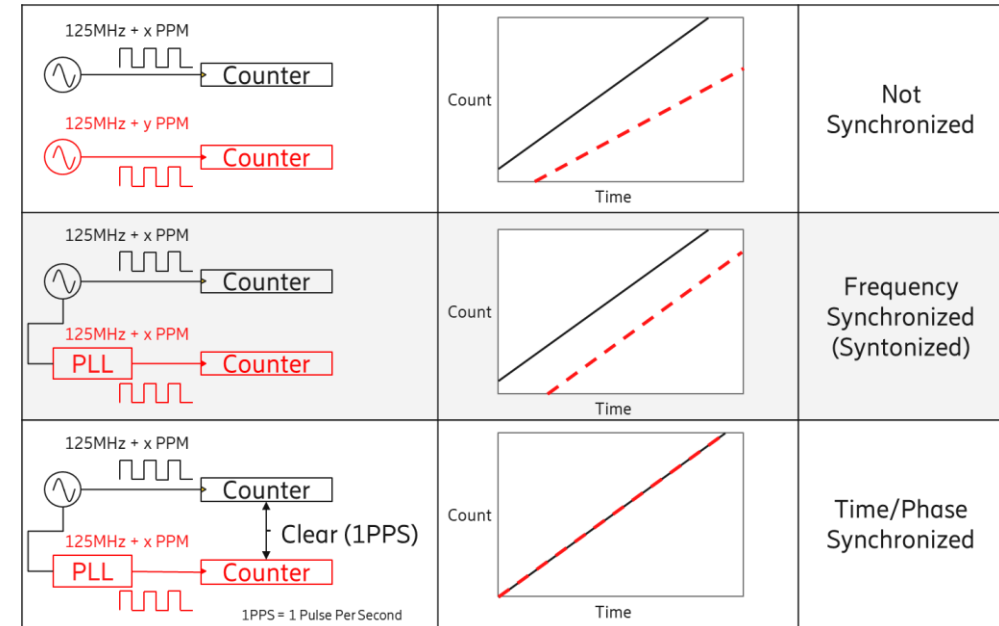 125MHz + x PPM
Counter
125MHz + y PPM
Counter
Count
Time
Not
Synchronized
125MHz + x PPM
Counter
125MHz + x PPM
PLL
Counter
Count
Time
Frequency
Synchronized
(Syntonized)
125MHz + x PPM
Counter
Clear (1PPS)
125MHz + x PPM
PLL
Counter
1PPS = 1 Pulse Per Second
Count
Time
Time/Phase
Synchronized